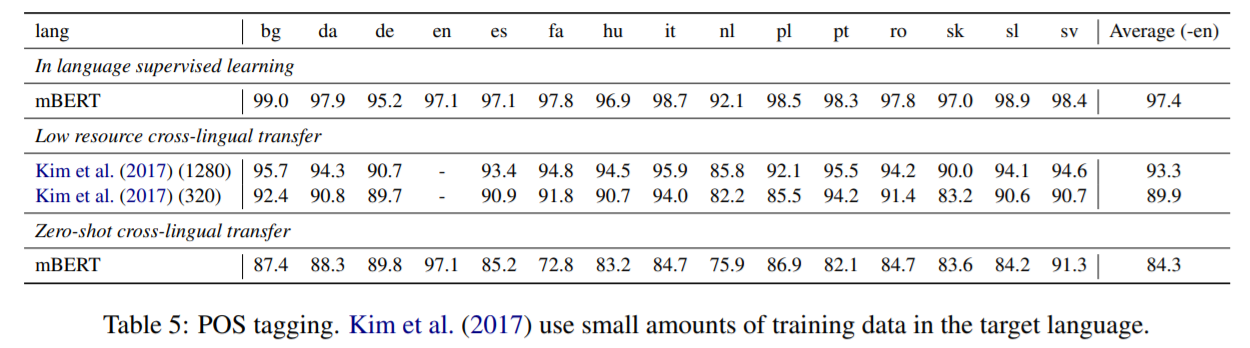 lang bg da de en es fa hu it nl pl pt ro sk sl sv Average (-en)
In language supervised learning
mBERT 99.0 97.9 95.2 97.1 97.1 97.8 96.9 98.7 92.1 98.5 98.3 97.8 97.0 98.9 98.4 97.4
Low resource cross-lingual transfer
Kim et al. (2017) (1280) 95.7 94.3 90.7 - 93.4 94.8 94.5 95.9 85.8 92.1 95.5 94.2 90.0 94.1 94.6 93.3
Kim et al. (2017) (320) 92.4 90.8 89.7 - 90.9 91.8 90.7 94.0 82.2 85.5 94.2 91.4 83.2 90.6 90.7 89.9
Zero-shot cross-lingual transfer
mBERT 87.4 88.3 89.8 97.1 85.2 72.8 83.2 84.7 75.9 86.9 82.1 84.7 83.6 84.2 91.3 84.3
Table 5: POS tagging. Kim et al. (2017) use small amounts of training data in the target language.